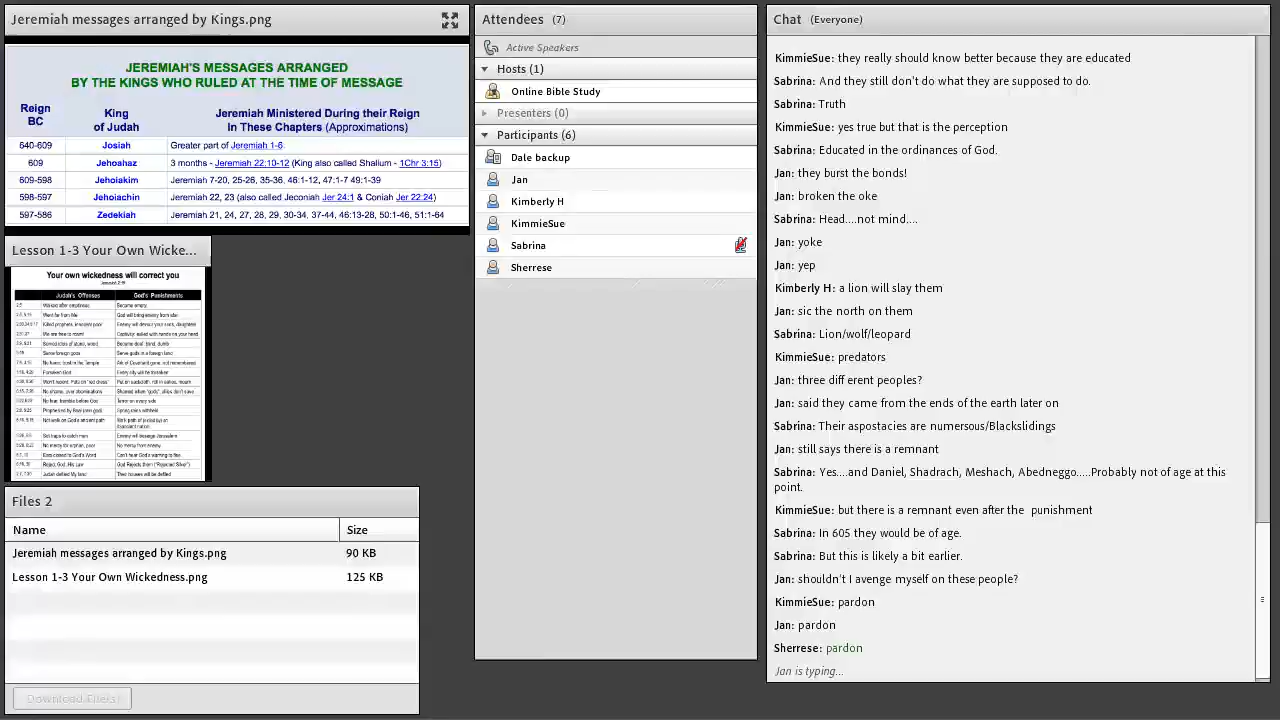 Jeremiah messages arranged by Kings.png
JEREMIAH'S MESSAGES ARRANGED
BY THE KINGS WHO RULED AT THE TIME OF MESSAGE
Reign BC King of Judah Jeremiah Ministered During their Reign In These Chapters (Approximations)
640-609 Josiah Greater part of Jeremiah 1-6
609 Jehoahaz 3 months - Jeremiah 22:10-12 (King also called Shallum - 1Chr 3:15)
609-598 Jehoiakim Jeremiah 7-20, 25-26, 35-36, 46:1-12, 47:1-7 49:1-39
598-597 Jehoiachin Jeremiah 22, 23 (also called Jeconiah Jer 24:1 & Coniah Jer 22:24)
597-586 Zedekiah Jeremiah 21, 24, 27, 28, 29, 30-34, 37-44, 46:13-28, 50:1-46, 51:1-64
Lesson 1-3 Your Own Wicke...
Your own wickedness will correct you
Judah's Offenses God's Punishments
Files 2
Name Size
Jeremiah messages arranged by Kings.png 90 KB
Lesson 1-3 Your Own Wickedness.png 125 KB
Download File(s)
Attendees (7)
Active Speakers
Hosts (1)
Online Bible Study
Presenters (0)
Participants (6)
Dale backup
Jan
Kimberly H
KimmieSue
Sabrina
Sherrese
Chat (Everyone)
KimmieSue: they really should know better because they are educated
Sabrina: And they still don't do what they are supposed to do.
Sabrina: Truth
KimmieSue: yes true but that is the perception
Sabrina: Educated in the ordinances of God.
Jan: they burst the bonds!
Jan: broken the oke
Sabrina: Head....not mind....
Jan: yoke
Jan: yep
Kimberly H: a lion will slay them
Jan: sic the north on them
Sabrina: Lion/wolf/leopard
KimmieSue: predators
Jan: three different peoples?
Jan: said they came from the ends of the earth later on
Sabrina: Their aspostacies are numersous/Blackslidings
Jan: still says there is a remnant
Sabrina: Yes...and Daniel, Shadrach, Meshach, Abedneggo.....Probably not of age at this
point.
KimmieSue: but there is a remnant even after the punishment
Sabrina: In 605 they would be of age.
Sabrina: But this is likely a bit earlier.
Jan: shouldn't I avenge myself on these people?
KimmieSue: pardon
Jan: pardon
Sherrese: pardon
Jan is typing...